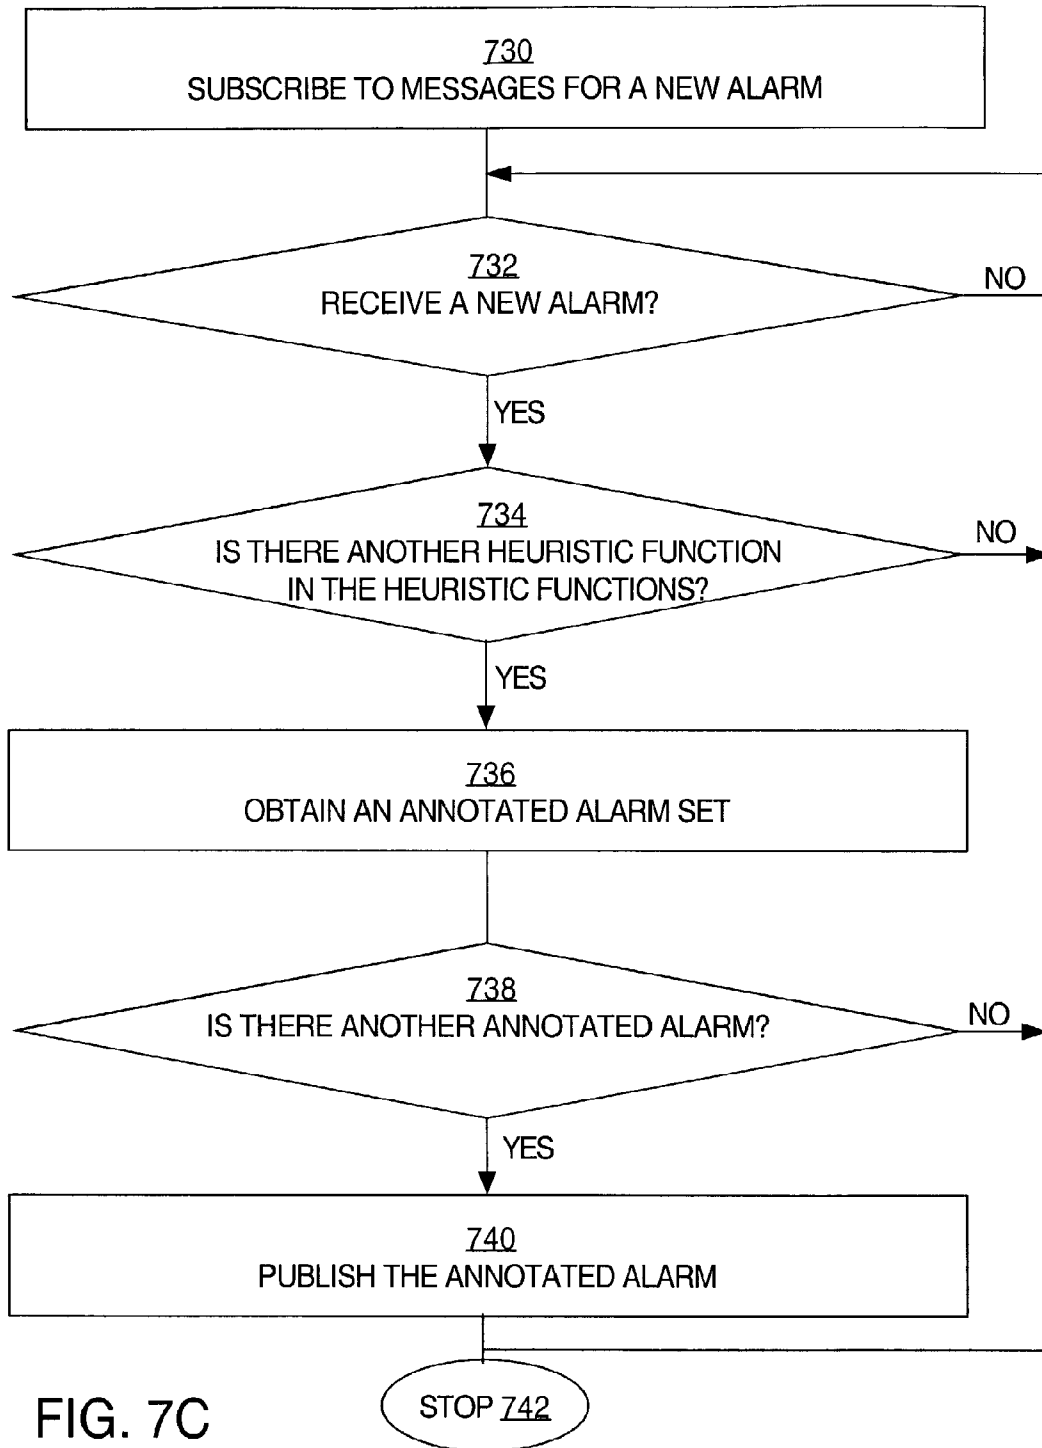 730
SUBSCRIBE TO MESSAGES FOR A NEW ALARM
732
RECEIVE A NEW ALARM?
NO
YES
734
IS THERE ANOTHER HEURISTIC FUNCTION
IN THE HEURISTIC FUNCTIONS?
NO
YES
736
OBTAIN AN ANNOTATED ALARM SET
738
IS THERE ANOTHER ANNOTATED ALARM?
NO
YES
740
PUBLISH THE ANNOTATED ALARM
STOP 742
FIG. 7C